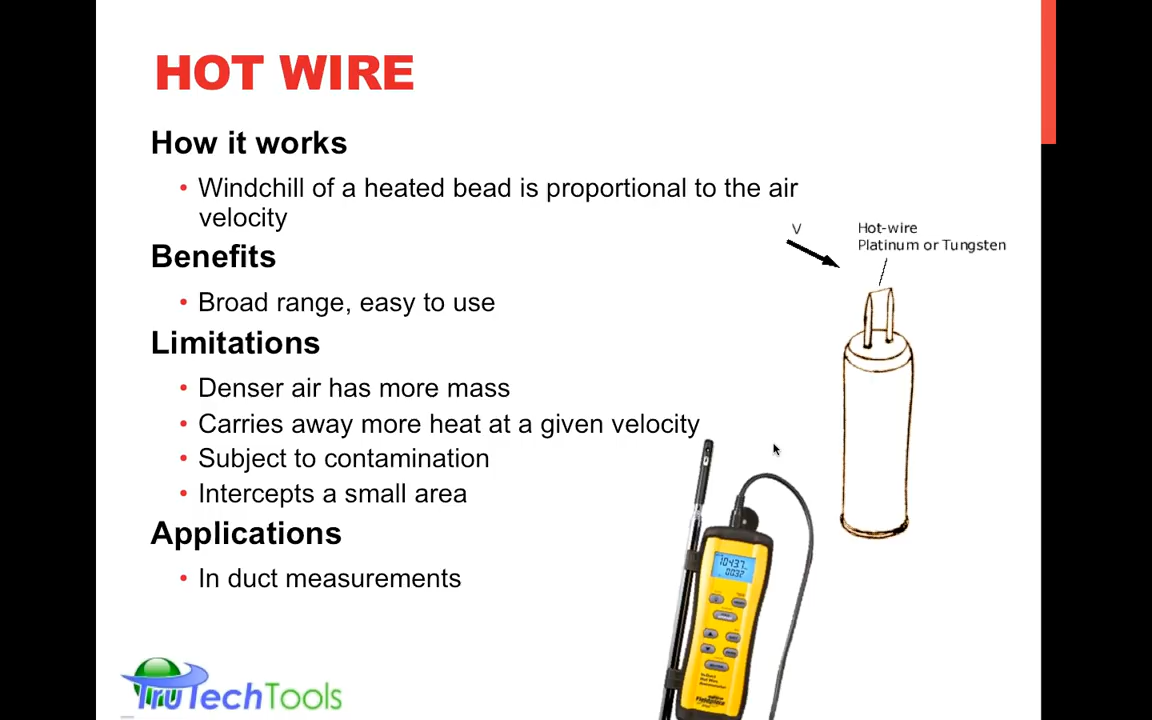 HOT WIRE
How it works
• Windchill of a heated bead is proportional to the air
velocity
Benefits
• Broad range, easy to use
Limitations
• Denser air has more mass
• Carries away more heat at a given velocity
• Subject to contamination
• Intercepts a small area
Applications
• In duct measurements
V
Hot-wire
Platinum or Tungsten
Fieldpiece
TruTechTools